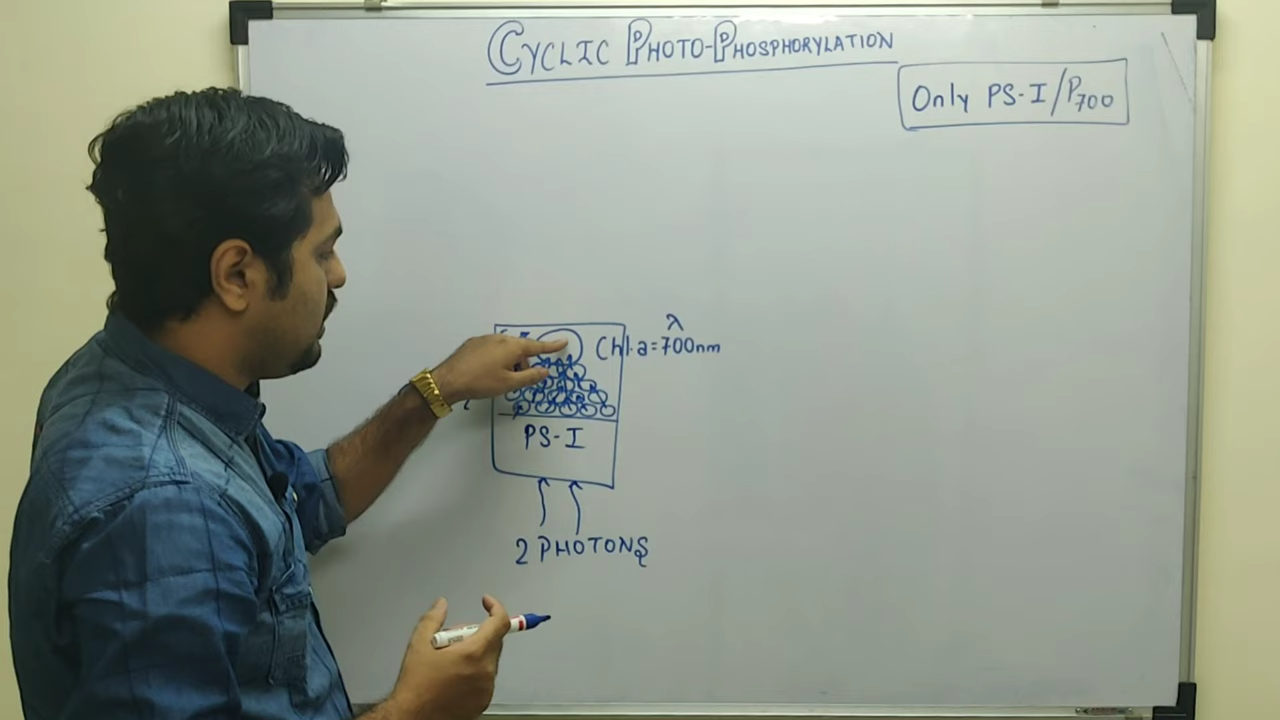 CYCLIC PHOTO-PHOSPHORYLATION
Only PS-I/P700
λ
Chl.a=700nm
PS-I
2 PHOTONS